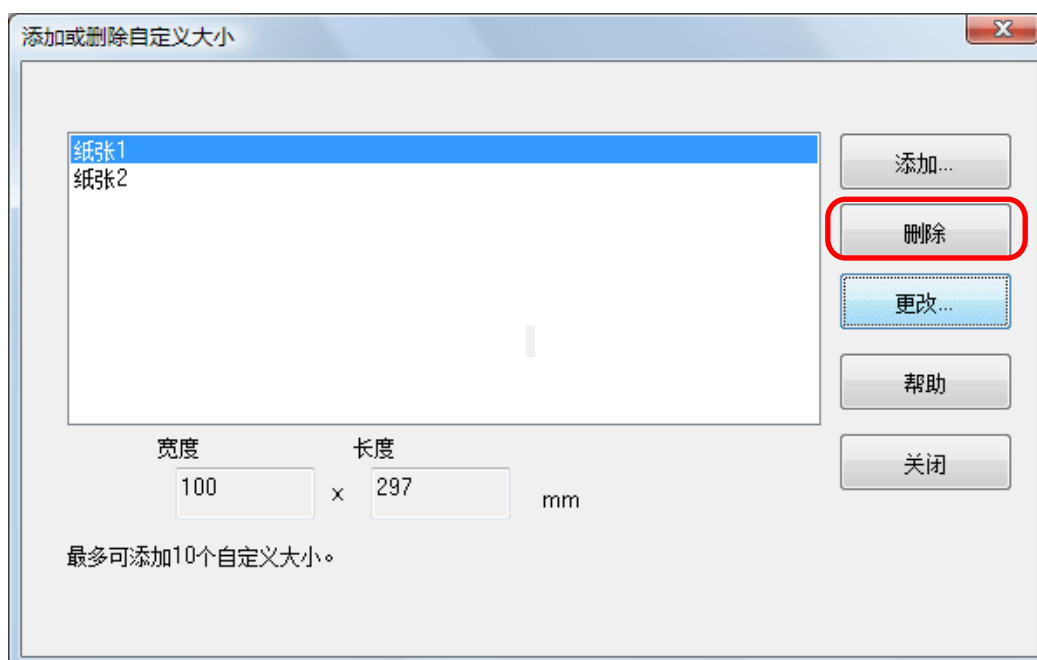 添加或删除自定义大小
纸张1
纸张2
添加...
删除
更改...
帮助
关闭
宽度 长度
100 x 297 mm
最多可添加10个自定义大小。